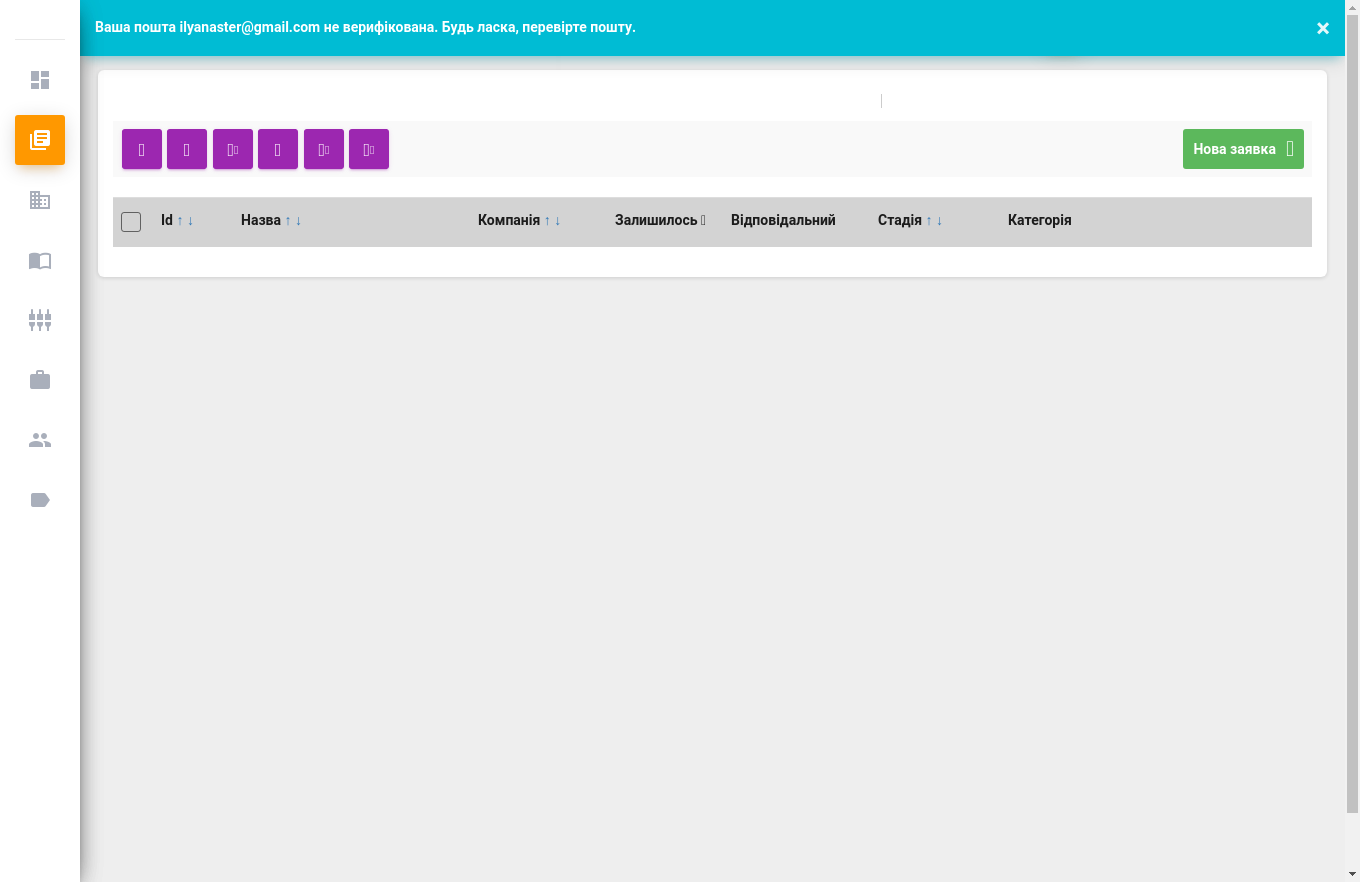 Ваша пошта ilyanaster@gmail.com не верифікована. Будь ласка, перевірте пошту. ×
Нова заявка
Id ↑ ↓ Назва ↑ ↓ Компанія ↑ ↓ Залишилось Відповідальний Стадія ↑ ↓ Категорія